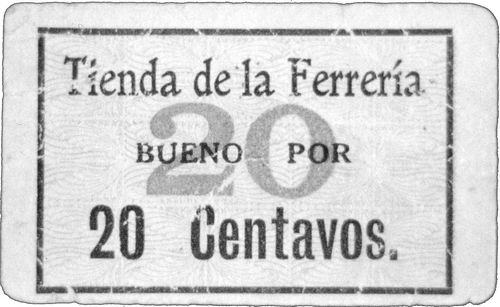 Tienda de la Ferrería
20
BUENO POR
20 Centavos.